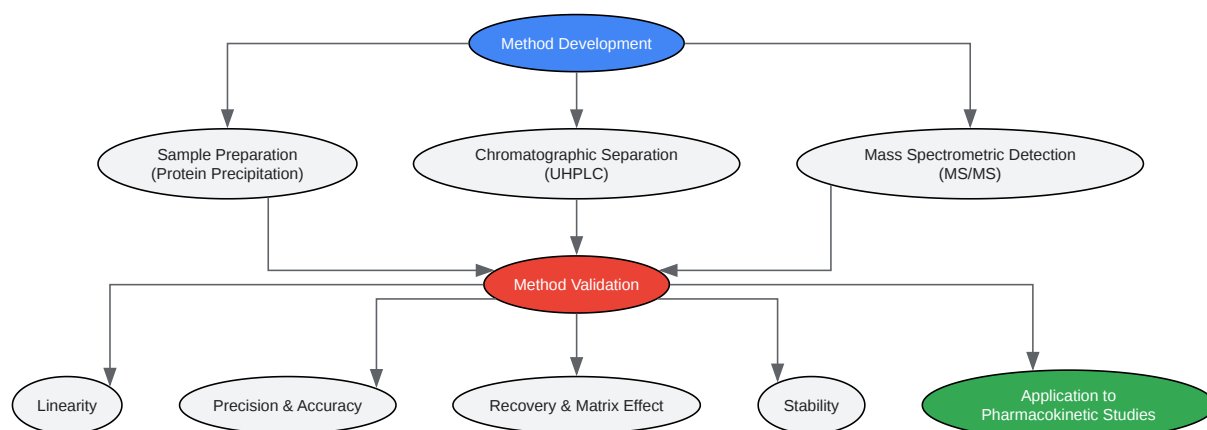 Method Development
Sample Preparation
(Protein Precipitation)
Chromatographic Separation
(UHPLC)
Mass Spectrometric Detection
(MS/MS)
Method Validation
Linearity
Precision & Accuracy
Recovery & Matrix Effect
Stability
Application to
Pharmacokinetic Studies